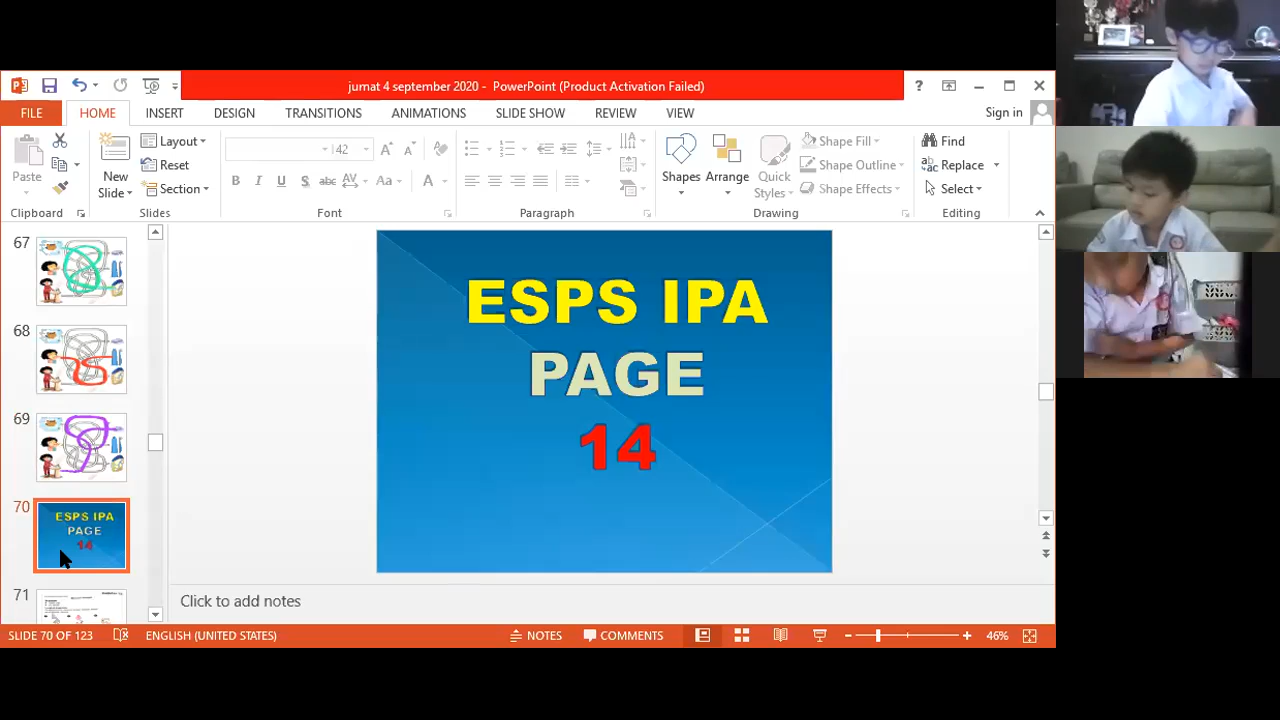 jumat 4 september 2020 - PowerPoint (Product Activation Failed)
FILE HOME INSERT DESIGN TRANSITIONS ANIMATIONS SLIDE SHOW REVIEW VIEW Sign in
Paste
Clipboard
New
Slide
Layout
Reset
Section
Slides
42
B I U S abc AV Aa A
Font
Paragraph
Shapes
Arrange
Quick
Styles
Shape Fill
Shape Outline
Shape Effects
Drawing
Find
Replace
Select
Editing
67
68
69
70
ESPS IPA
PAGE
14
71
ESPS IPA
PAGE
14
Click to add notes
SLIDE 70 OF 123 ENGLISH (UNITED STATES) NOTES COMMENTS 46%